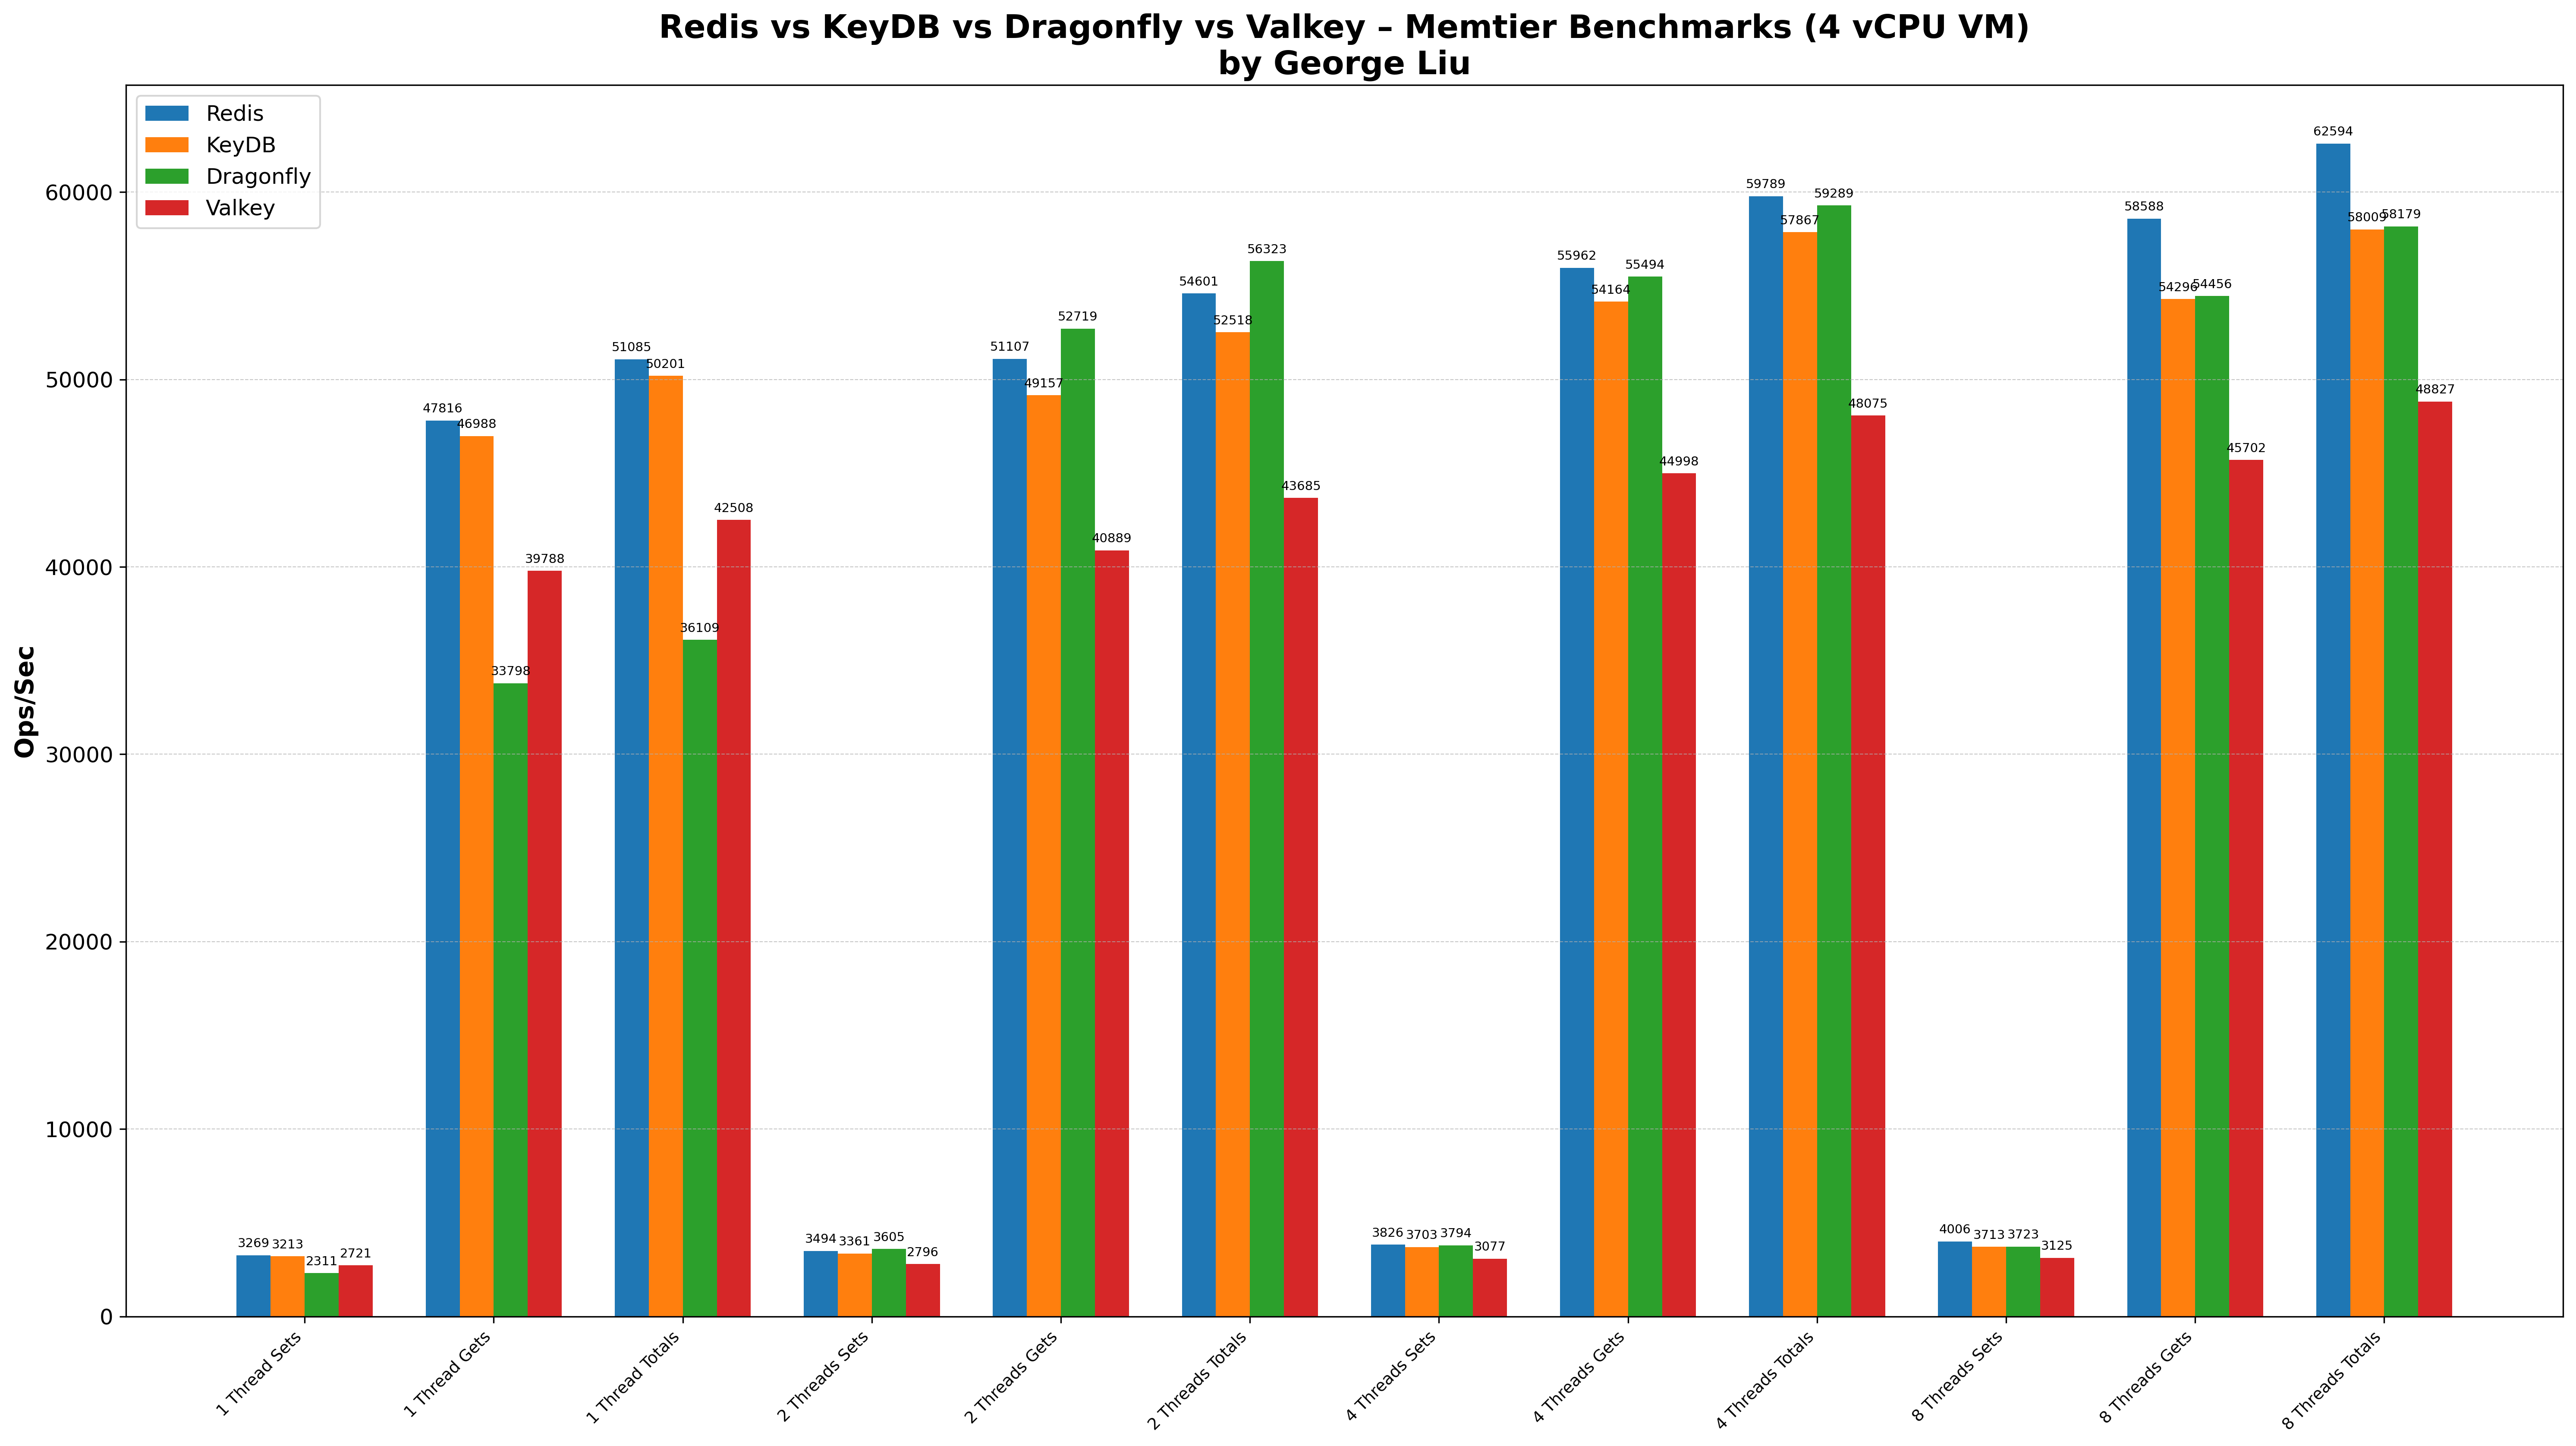 Redis vs KeyDB vs Dragonfly vs Valkey – Memtier Benchmarks (4 vCPU VM)
by George Liu
Redis
KeyDB
Dragonfly
Valkey
Ops/Sec
60000
50000
40000
30000
20000
10000
0
3269 3213 2311 2721
47816 46988 33798 39788
51085 50201 36109 42508
3494 3361 3605 2796
51107 49157 52719 40889
54601 52518 56323 43685
3826 3703 3794 3077
55962 54164 55494 44998
59789 57867 59289 48075
4006 3713 3723 3125
58588 54296 54456 45702
62594 58009 58179 48827
1 Thread Sets
1 Thread Gets
1 Thread Totals
2 Threads Sets
2 Threads Gets
2 Threads Totals
4 Threads Sets
4 Threads Gets
4 Threads Totals
8 Threads Sets
8 Threads Gets
8 Threads Totals